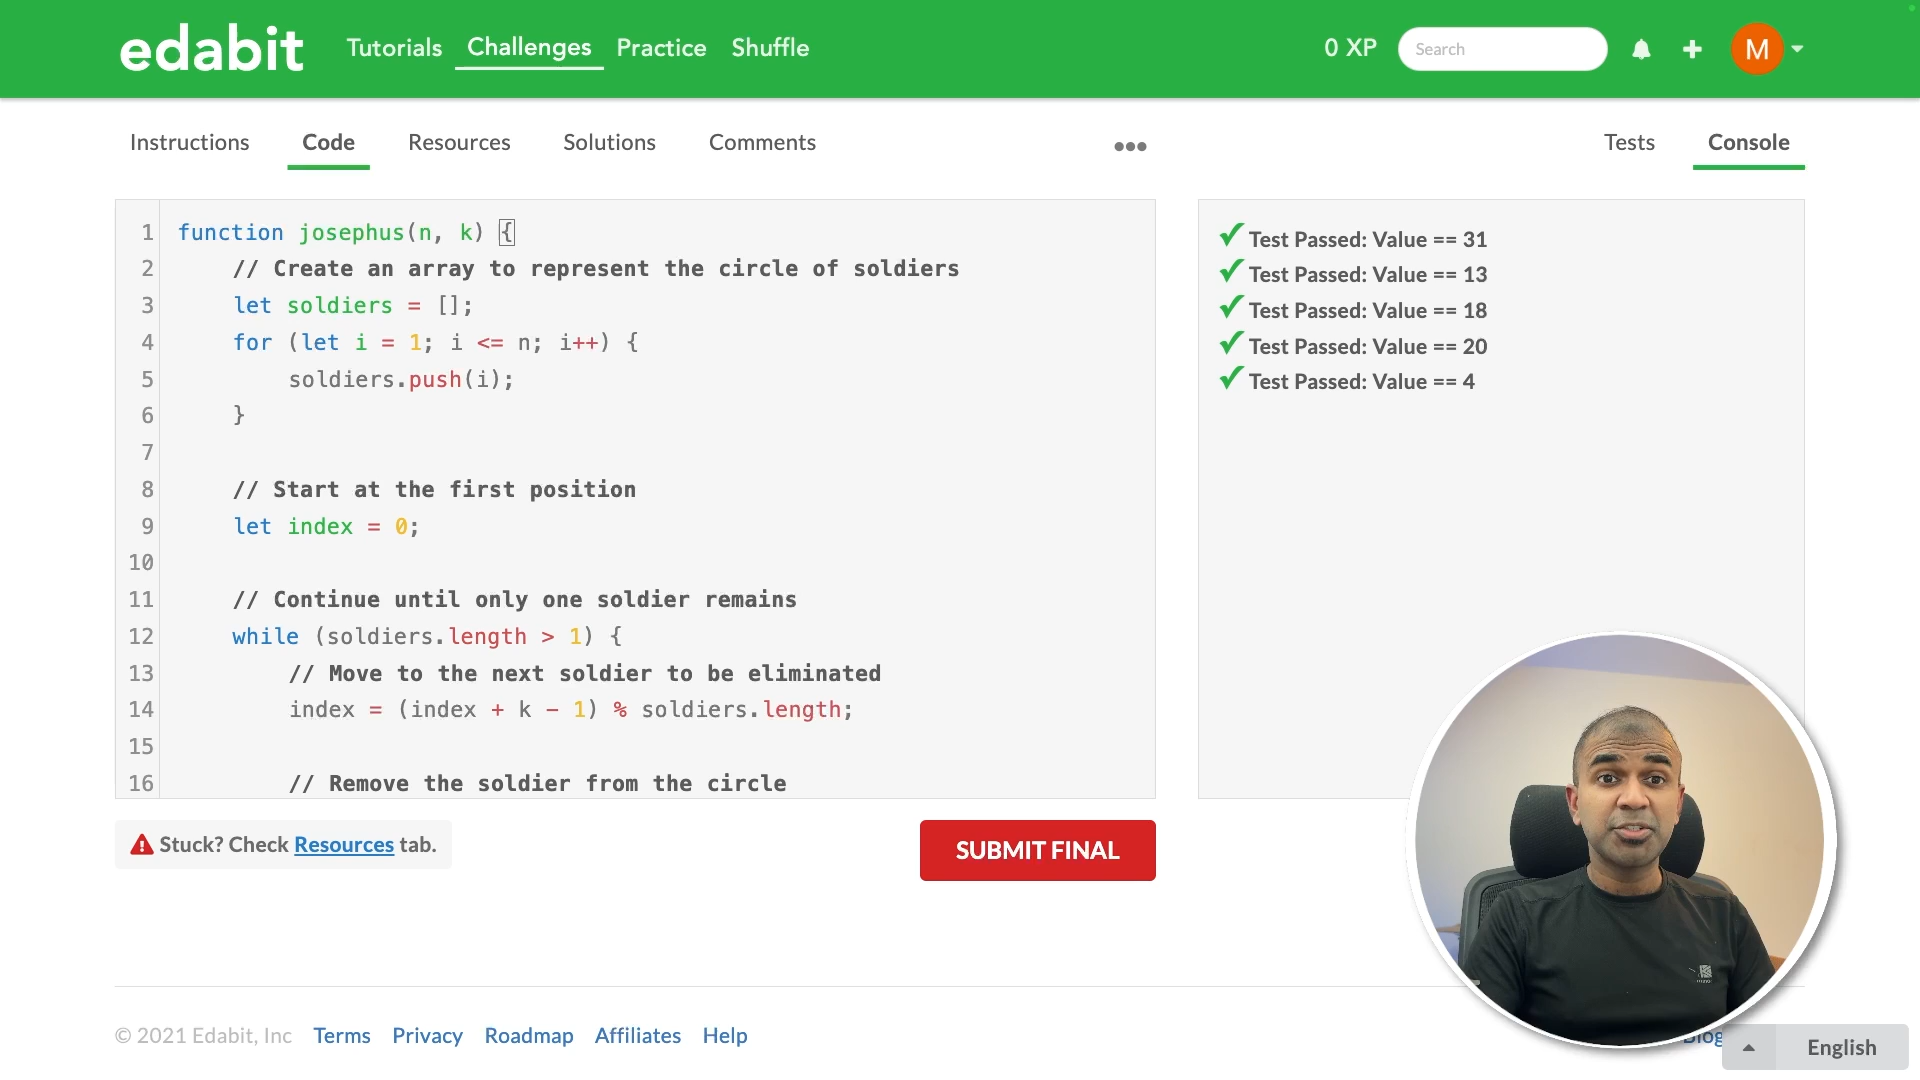 edabit Tutorials Challenges Practice Shuffle 0 XP Search M
Instructions Code Resources Solutions Comments ••• Tests Console
1 function josephus(n, k) {
2 // Create an array to represent the circle of soldiers
3 let soldiers = [];
4 for (let i = 1; i <= n; i++) {
5 soldiers.push(i);
6 }
7
8 // Start at the first position
9 let index = 0;
10
11 // Continue until only one soldier remains
12 while (soldiers.length > 1) {
13 // Move to the next soldier to be eliminated
14 index = (index + k - 1) % soldiers.length;
15
16 // Remove the soldier from the circle
Test Passed: Value == 31
Test Passed: Value == 13
Test Passed: Value == 18
Test Passed: Value == 20
Test Passed: Value == 4
Stuck? Check Resources tab.
SUBMIT FINAL
© 2021 Edabit, Inc Terms Privacy Roadmap Affiliates Help Blog
English